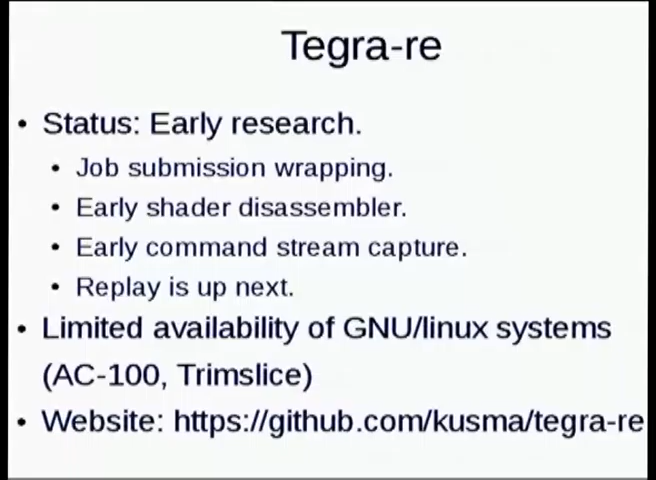 Tegra-re
• Status: Early research.
• Job submission wrapping.
• Early shader disassembler.
• Early command stream capture.
• Replay is up next.
• Limited availability of GNU/linux systems
(AC-100, Trimslice)
• Website: https://github.com/kusma/tegra-re